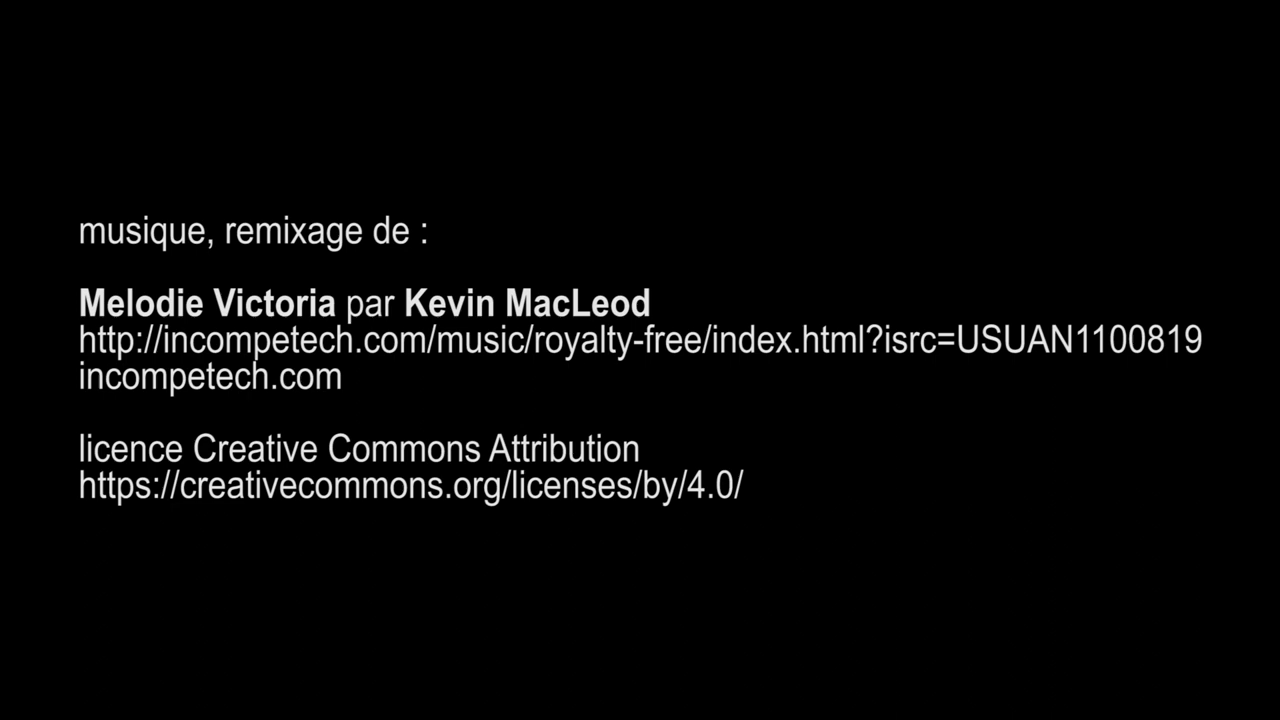 musique, remixage de :
Melodie Victoria par Kevin MacLeod
http://incompetech.com/music/royalty-free/index.html?isrc=USUAN1100819
incompetech.com
licence Creative Commons Attribution
https://creativecommons.org/licenses/by/4.0/